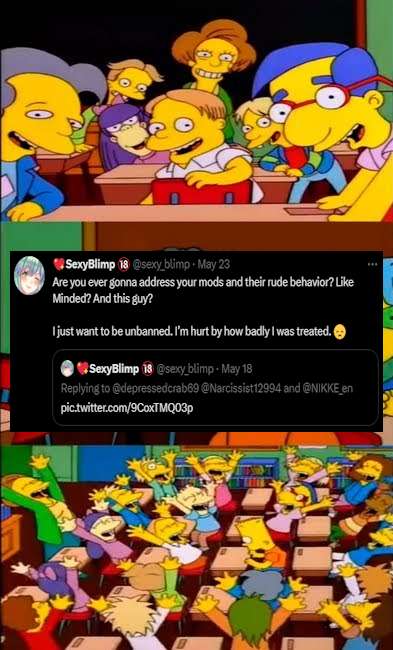 SexyBlimp 🔞 @sexy_blimp · May 23
Are you ever gonna address your mods and their rude behavior? Like
Minded? And this guy?
I just want to be unbanned. I'm hurt by how badly I was treated. 😞
SexyBlimp 🔞 @sexy_blimp · May 18
Replying to @depressedcrab69 @Narcissist12994 and @NIKKE_en
pic.twitter.com/9CoxTMQ03p